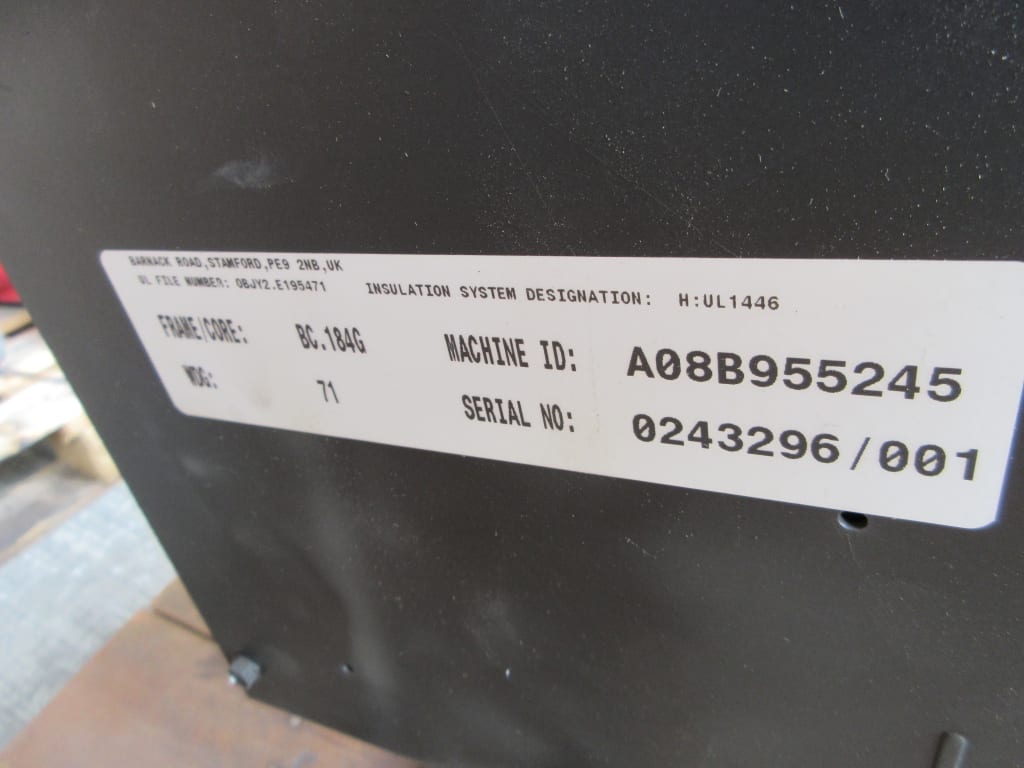 BARNACK ROAD,STAMFORD,PE9 2NB,UK
UL FILE NUMBER: OBJY2.E195471 INSULATION SYSTEM DESIGNATION: H:UL1446
FRAME/CORE: BC.184G MACHINE ID: A08B955245
WDG: 71 SERIAL NO: 0243296/001